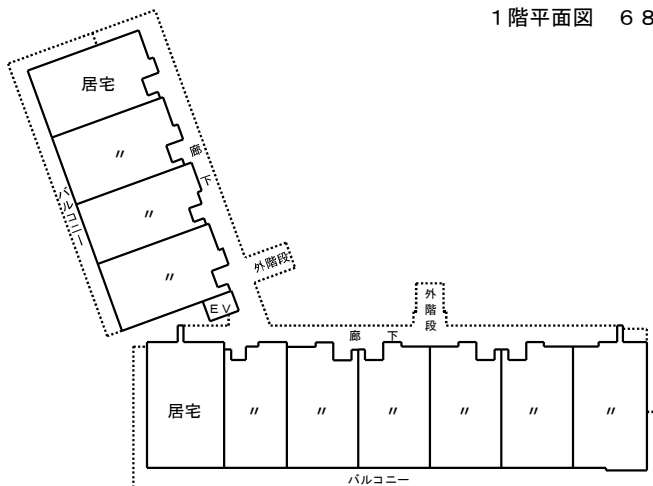 1階平面図　68
居宅
〃
廊下
〃
バルコニー
〃
外階段
EV
外階段
廊　下
居宅　〃　〃　〃　〃　〃　〃
バルコニー